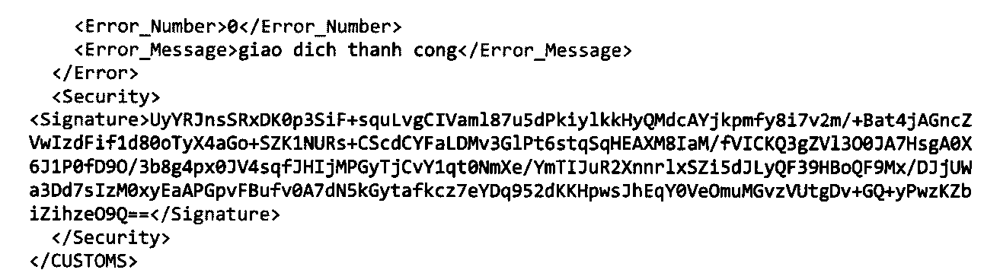 <Error_Number>0</Error_Number>
<Error_Message>giao dich thanh cong</Error_Message>
</Error>
<Security>
<Signature>UyYRJnsSRxDK0p3SiF+squLvgCIVaml87u5dPkiylkkHyQMdcAYjkpmfy8i7v2m/+Bat4jAGncZ
VwIzdFif1d80oTyX4aGo+SZK1NURs+CScdCYFaLDMv3GlPt6stqSqHEAXM8IaM/fVICKQ3gZVl3O0JA7HsgA0X
6J1P0fD9O/3b8g4px0JV4sqfJHIjMPGyTjCvY1qt0NmXe/YmTIJuR2XnnrlxSZi5dJLyQF39HBoQF9Mx/DJjUW
a3Dd7sIzM0xyEaAPGpvFBufv0A7dN5kGytafkcz7eYDq952dKKHpwsJhEqY0VeOmuMGvzVUtgDv+GQ+yPwzKZb
iZihzeO9Q==</Signature>
</Security>
</CUSTOMS>